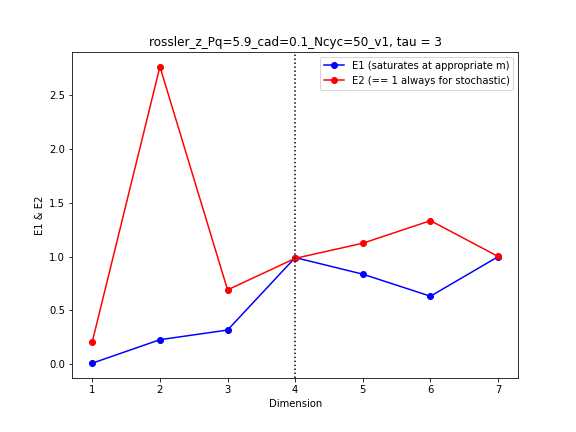 rossler_z_Pq=5.9_cad=0.1_Ncyc=50_v1, tau = 3
E1 (saturates at appropriate m)
E2 (== 1 always for stochastic)
E1 & E2
2.5
2.0
1.5
1.0
0.5
0.0
1 2 3 4 5 6 7
Dimension